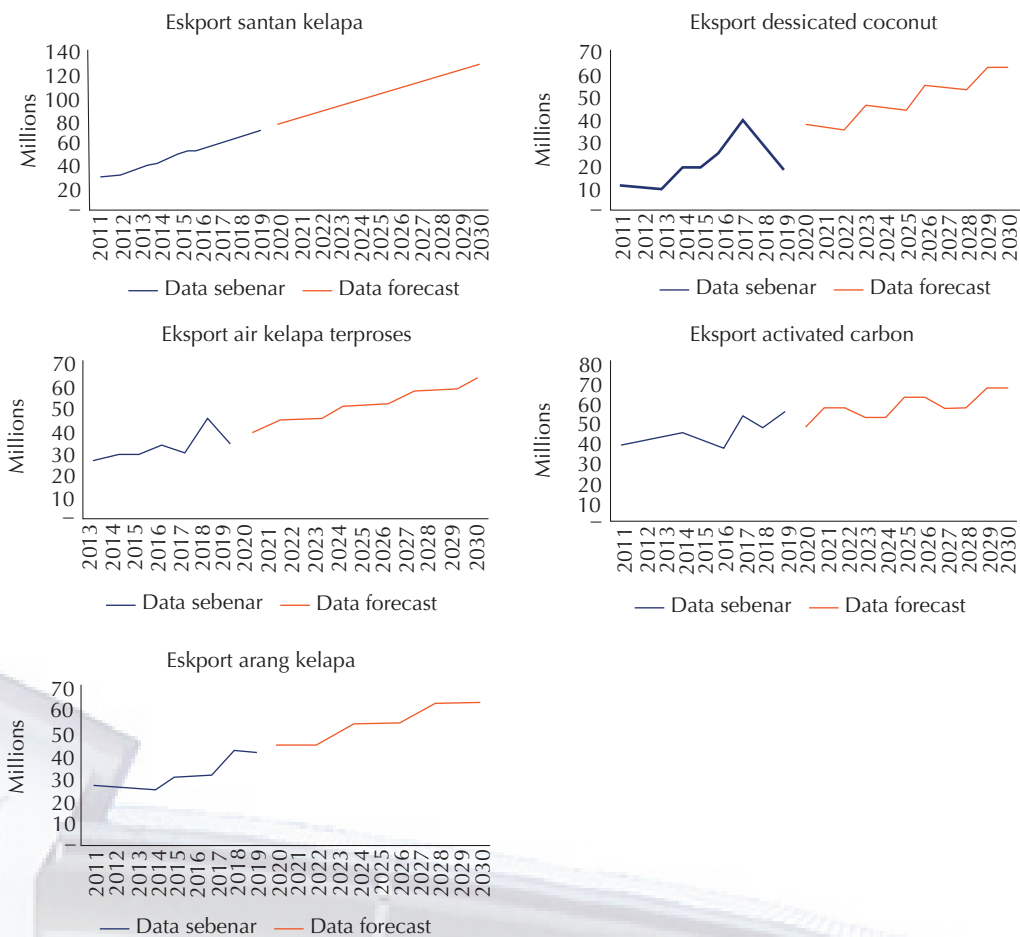 Eskport santan kelapa
Millions
140
120
100
80
60
40
20
–
2011 2012 2013 2014 2015 2016 2017 2018 2019 2020 2021 2022 2023 2024 2025 2026 2027 2028 2029 2030
Data sebenar Data forecast
Eksport dessicated coconut
Millions
70
60
50
40
30
20
10
–
2011 2012 2013 2014 2015 2016 2017 2018 2019 2020 2021 2022 2023 2024 2025 2026 2027 2028 2029 2030
Data sebenar Data forecast
Eksport air kelapa terproses
Millions
70
60
50
40
30
20
10
–
2013 2014 2015 2016 2017 2018 2019 2020 2021 2022 2023 2024 2026 2027 2028 2029 2030
Data sebenar Data forecast
Eksport activated carbon
Millions
80
70
60
50
40
30
20
10
–
2011 2012 2013 2014 2015 2016 2017 2018 2019 2020 2021 2022 2023 2024 2025 2026 2027 2028 2029 2030
Data sebenar Data forecast
Eskport arang kelapa
Millions
70
60
50
40
30
20
10
–
2011 2012 2013 2014 2015 2016 2017 2018 2019 2020 2021 2022 2023 2024 2025 2026 2027 2028 2029 2030
Data sebenar Data forecast